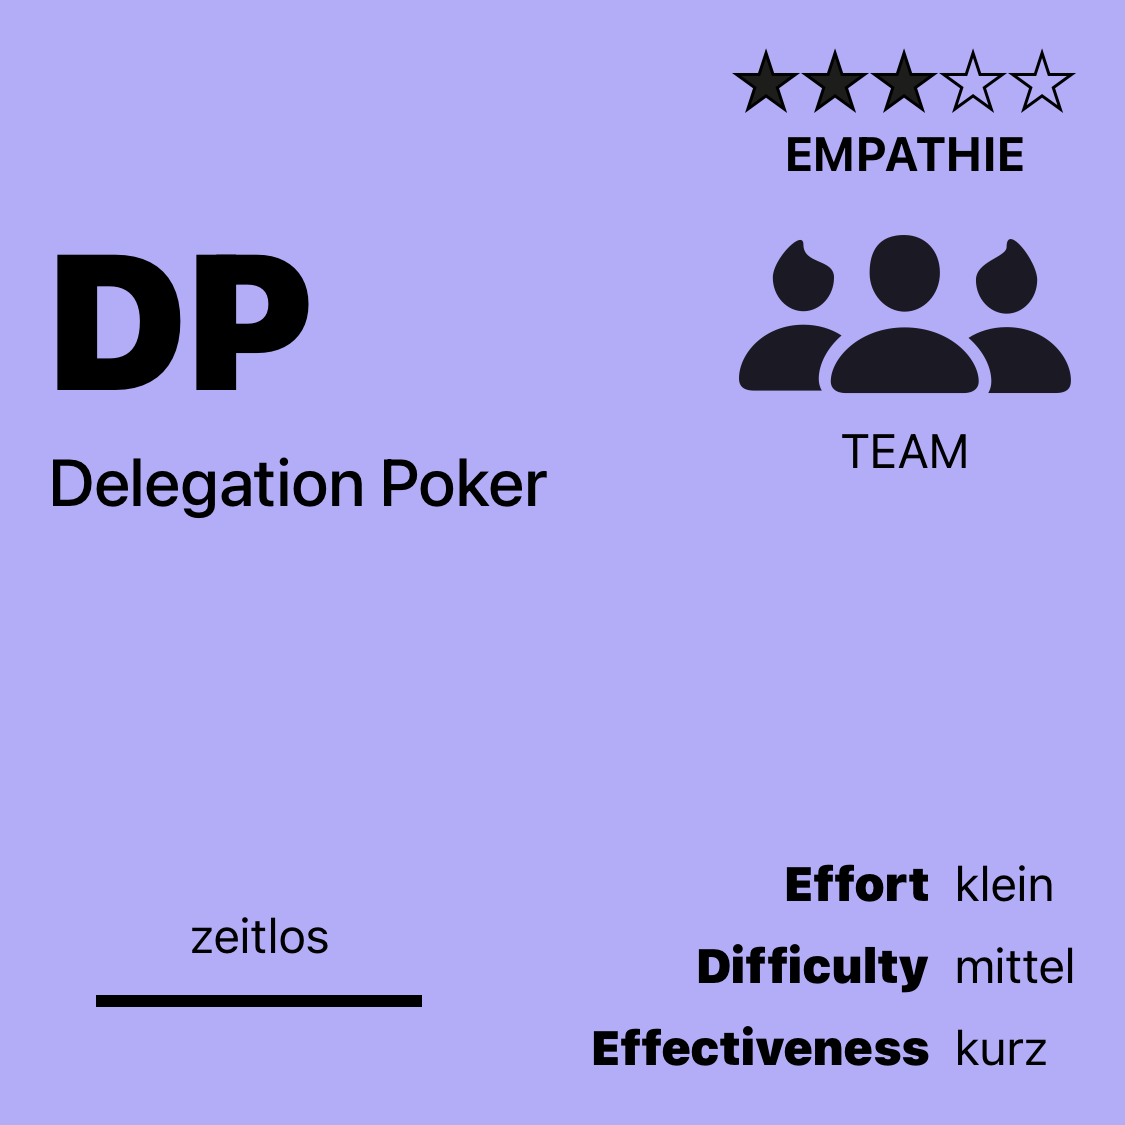 ★★★☆☆
EMPATHIE
DP
TEAM
Delegation Poker
zeitlos
Effort klein
Difficulty mittel
Effectiveness kurz